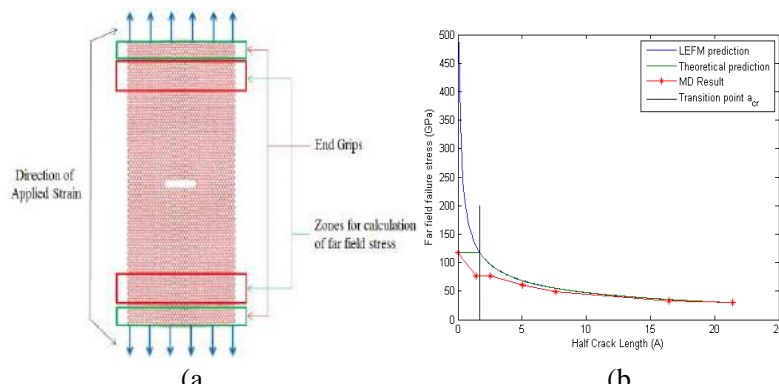 Direction of
Applied Strain
End Grips
Zones for calculation
of far field stress
(a
500
450
400
350
300
250
200
150
100
50
0
Far field failure stress (GPa)
LEFM prediction
Theoretical prediction
MD Result
Transition point acr
0
5
10
15
20
25
Half Crack Length (A)
(b